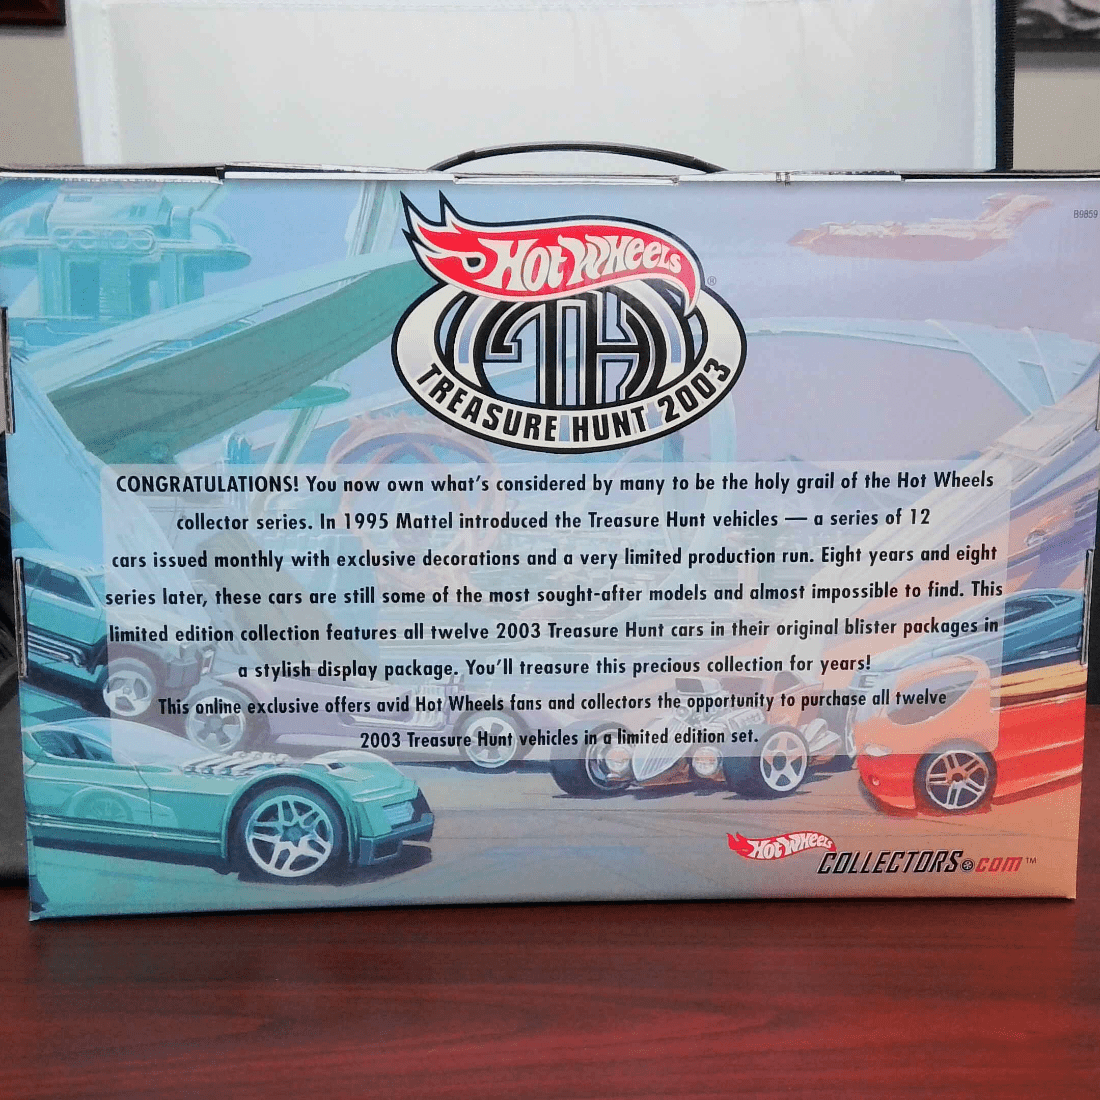 B9859
Hot Wheels®
TH
TREASURE HUNT 2003
CONGRATULATIONS! You now own what's considered by many to be the holy grail of the Hot Wheels
collector series. In 1995 Mattel introduced the Treasure Hunt vehicles — a series of 12
cars issued monthly with exclusive decorations and a very limited production run. Eight years and eight
series later, these cars are still some of the most sought-after models and almost impossible to find. This
limited edition collection features all twelve 2003 Treasure Hunt cars in their original blister packages in
a stylish display package. You'll treasure this precious collection for years!
This online exclusive offers avid Hot Wheels fans and collectors the opportunity to purchase all twelve
2003 Treasure Hunt vehicles in a limited edition set.
Hot Wheels
COLLECTORS.com™